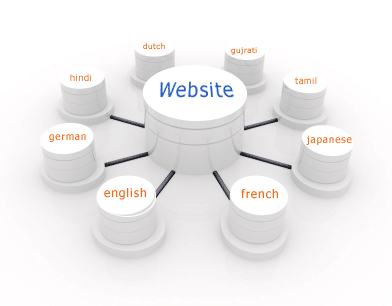 dutch
gujrati
hindi
tamil
Website
german
japanese
english
french